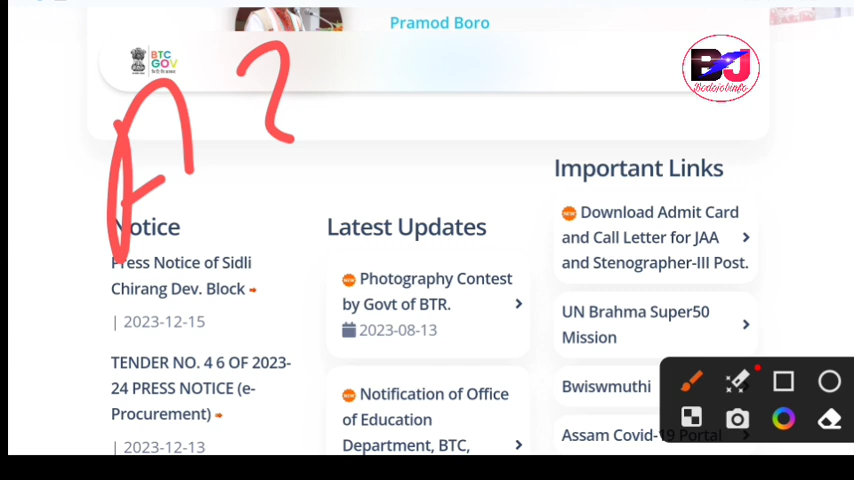 Pramod Boro
BTC
GOV
BJ
Bodojobinfo
A 2
Notice
Press Notice of Sidli
Chirang Dev. Block
| 2023-12-15
TENDER NO. 4 6 OF 2023-
24 PRESS NOTICE (e-
Procurement)
| 2023-12-13
Latest Updates
NEW Photography Contest
by Govt of BTR.
2023-08-13
NEW Notification of Office
of Education
Department, BTC,
Important Links
NEW Download Admit Card
and Call Letter for JAA
and Stenographer-III Post.
UN Brahma Super50
Mission
Bwiswmuthi
Assam Covid-19 Portal